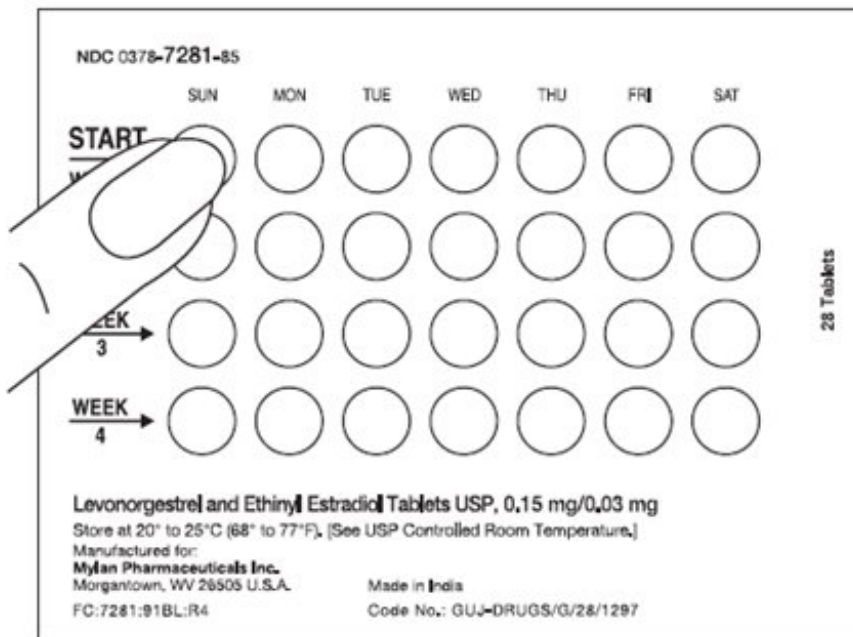 NDC 0378-7281-85
SUN MON TUE WED THU FRI SAT
START
3
WEEK
4
28 Tablets
Levonorgestrel and Ethinyl Estradiol Tablets USP, 0.15 mg/0.03 mg
Store at 20° to 25°C (68° to 77°F). [See USP Controlled Room Temperature.]
Manufactured for:
Mylan Pharmaceuticals Inc.
Morgantown, WV 26505 U.S.A. Made in India
FC:7281:91BL:R4 Code No.: GUJ-DRUGS/G/28/1297